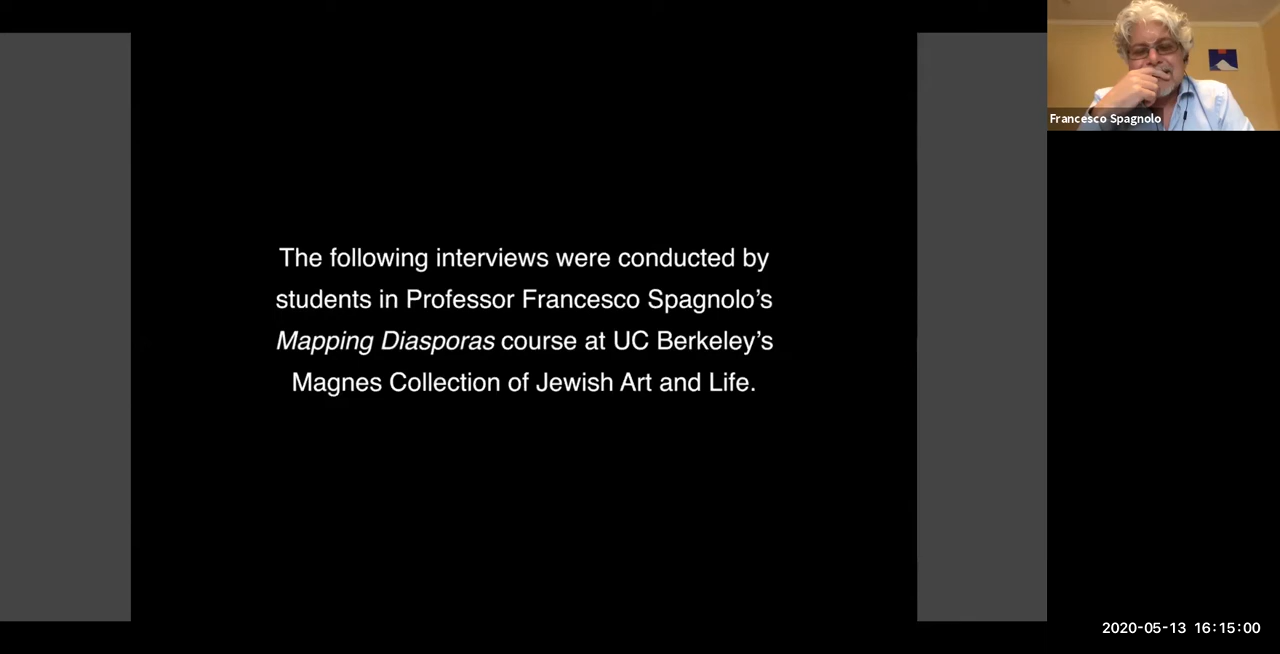 The following interviews were conducted by
students in Professor Francesco Spagnolo’s
Mapping Diasporas course at UC Berkeley’s
Magnes Collection of Jewish Art and Life.
Francesco Spagnolo
2020-05-13 16:15:00